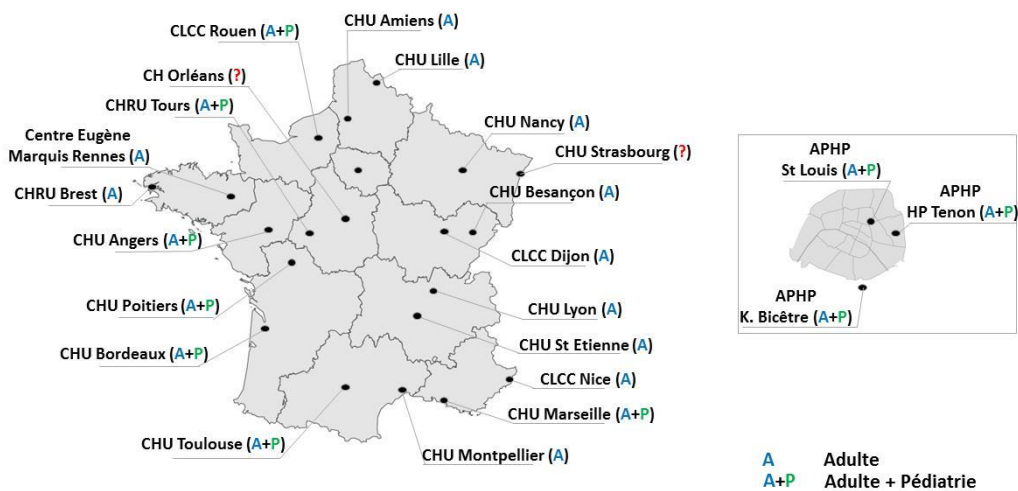 CHU Amiens (A)
CLCC Rouen (A+P)
CHU Lille (A)
CH Orléans (?)
CHRU Tours (A+P)
Centre Eugène
Marquis Rennes (A)
CHRU Brest (A)
CHU Angers (A+P)
CHU Poitiers (A+P)
CHU Bordeaux (A+P)
CHU Toulouse (A+P)
CHU Nancy (A)
CHU Strasbourg (?)
CHU Besançon (A)
CLCC Dijon (A)
CHU Lyon (A)
CHU St Etienne (A)
CLCC Nice (A)
CHU Marseille (A+P)
CHU Montpellier (A)
APHP
St Louis (A+P)
APHP
HP Tenon (A+P)
APHP
K. Bicêtre (A+P)
A Adulte
A+P Adulte + Pédiatrie